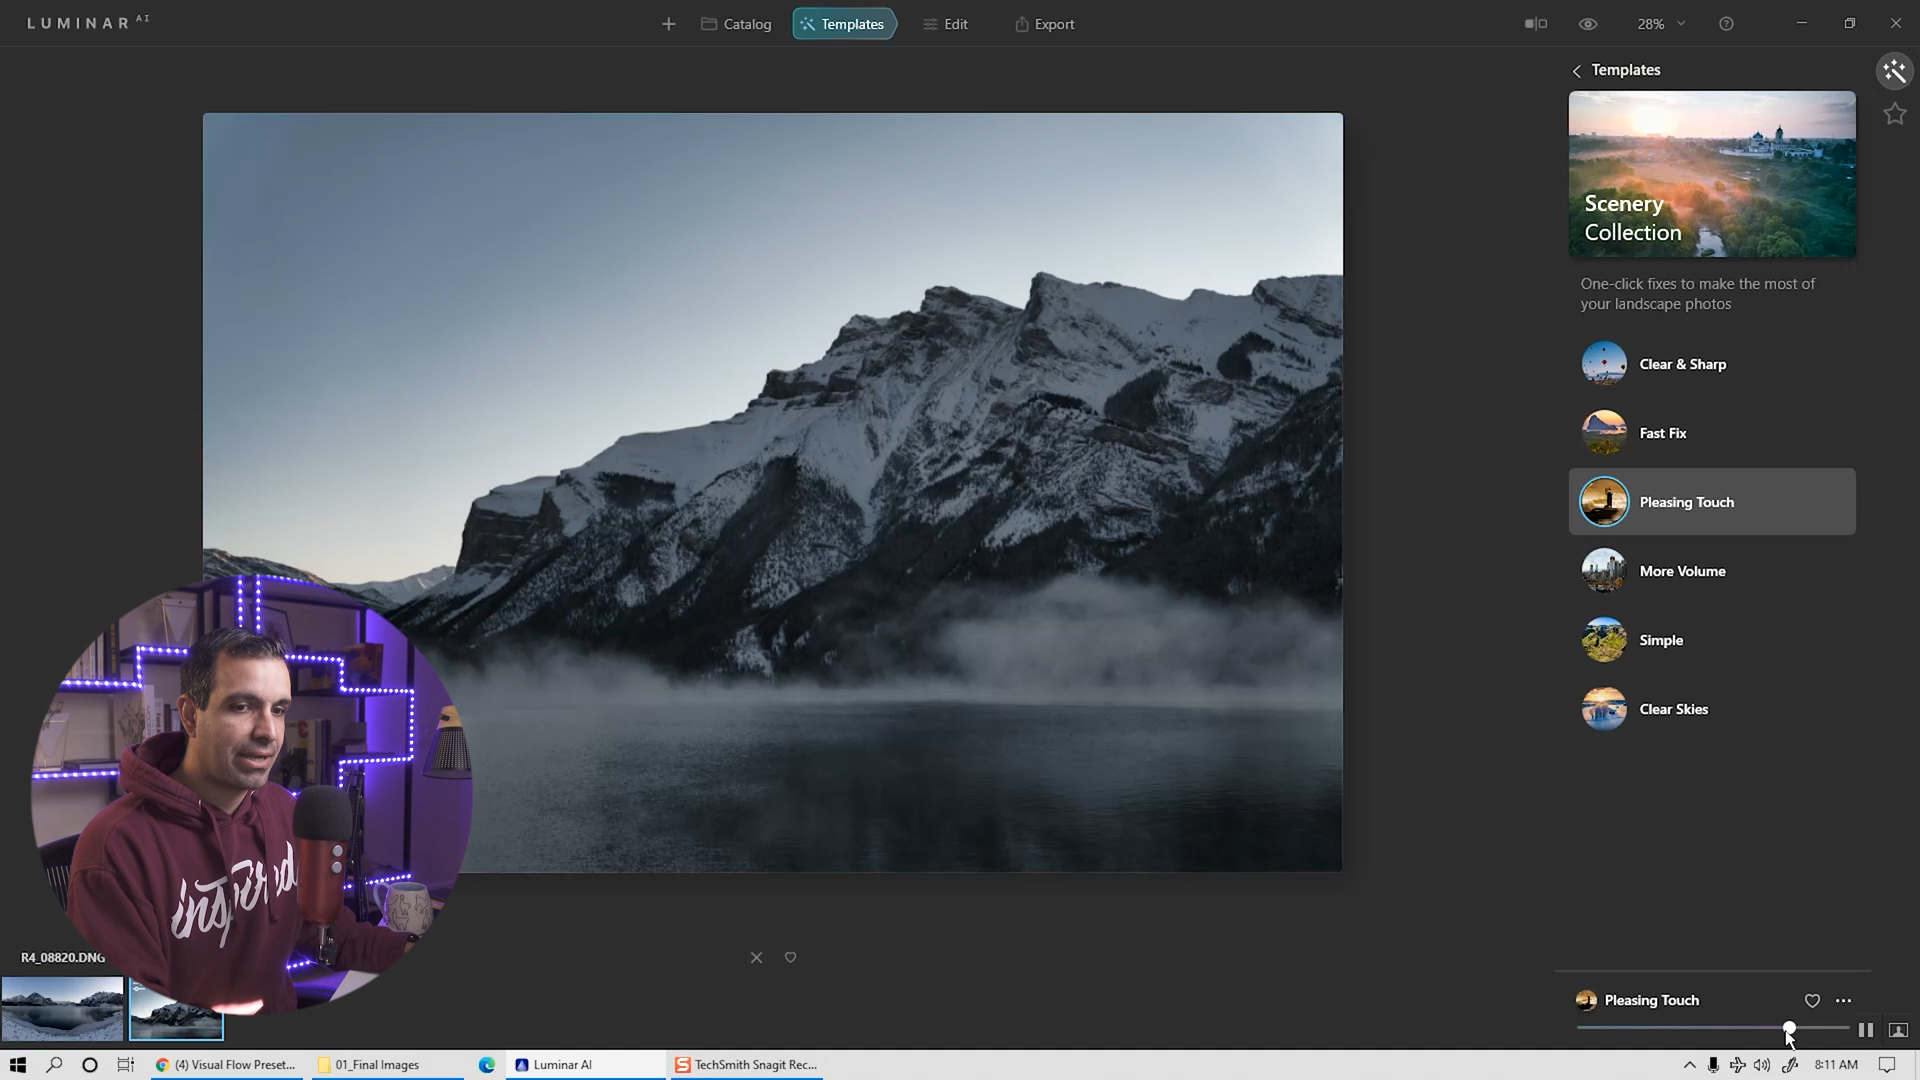 LUMINAR AI
Catalog
Templates
Edit
Export
28%
Templates
Scenery
Collection
One-click fixes to make the most of
your landscape photos
Clear & Sharp
Fast Fix
Pleasing Touch
More Volume
Simple
Clear Skies
inspired
R4_08820.DNG
Pleasing Touch
(4) Visual Flow Preset...
01_Final Images
Luminar AI
TechSmith Snagit Rec...
8:11 AM